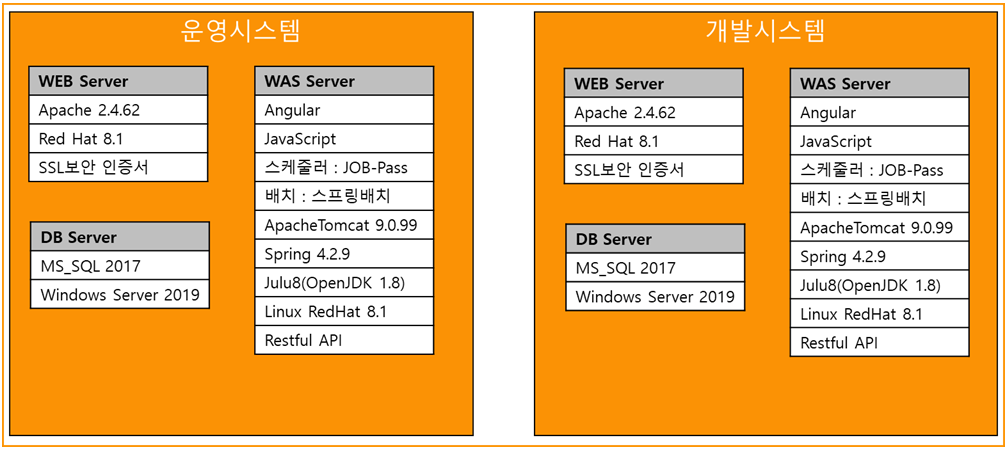 운영시스템
WEB Server
Apache 2.4.62
Red Hat 8.1
SSL보안 인증서
DB Server
MS_SQL 2017
Windows Server 2019
WAS Server
Angular
JavaScript
스케줄러 : JOB-Pass
배치 : 스프링배치
ApacheTomcat 9.0.99
Spring 4.2.9
Julu8(OpenJDK 1.8)
Linux RedHat 8.1
Restful API
개발시스템
WEB Server
Apache 2.4.62
Red Hat 8.1
SSL보안 인증서
DB Server
MS_SQL 2017
Windows Server 2019
WAS Server
Angular
JavaScript
스케줄러 : JOB-Pass
배치 : 스프링배치
ApacheTomcat 9.0.99
Spring 4.2.9
Julu8(OpenJDK 1.8)
Linux RedHat 8.1
Restful API